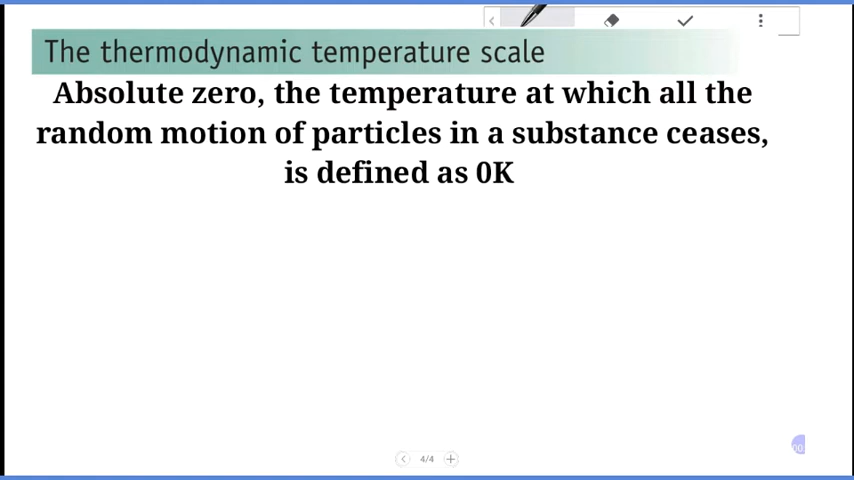 The thermodynamic temperature scale
Absolute zero, the temperature at which all the
random motion of particles in a substance ceases,
is defined as 0K
4/4